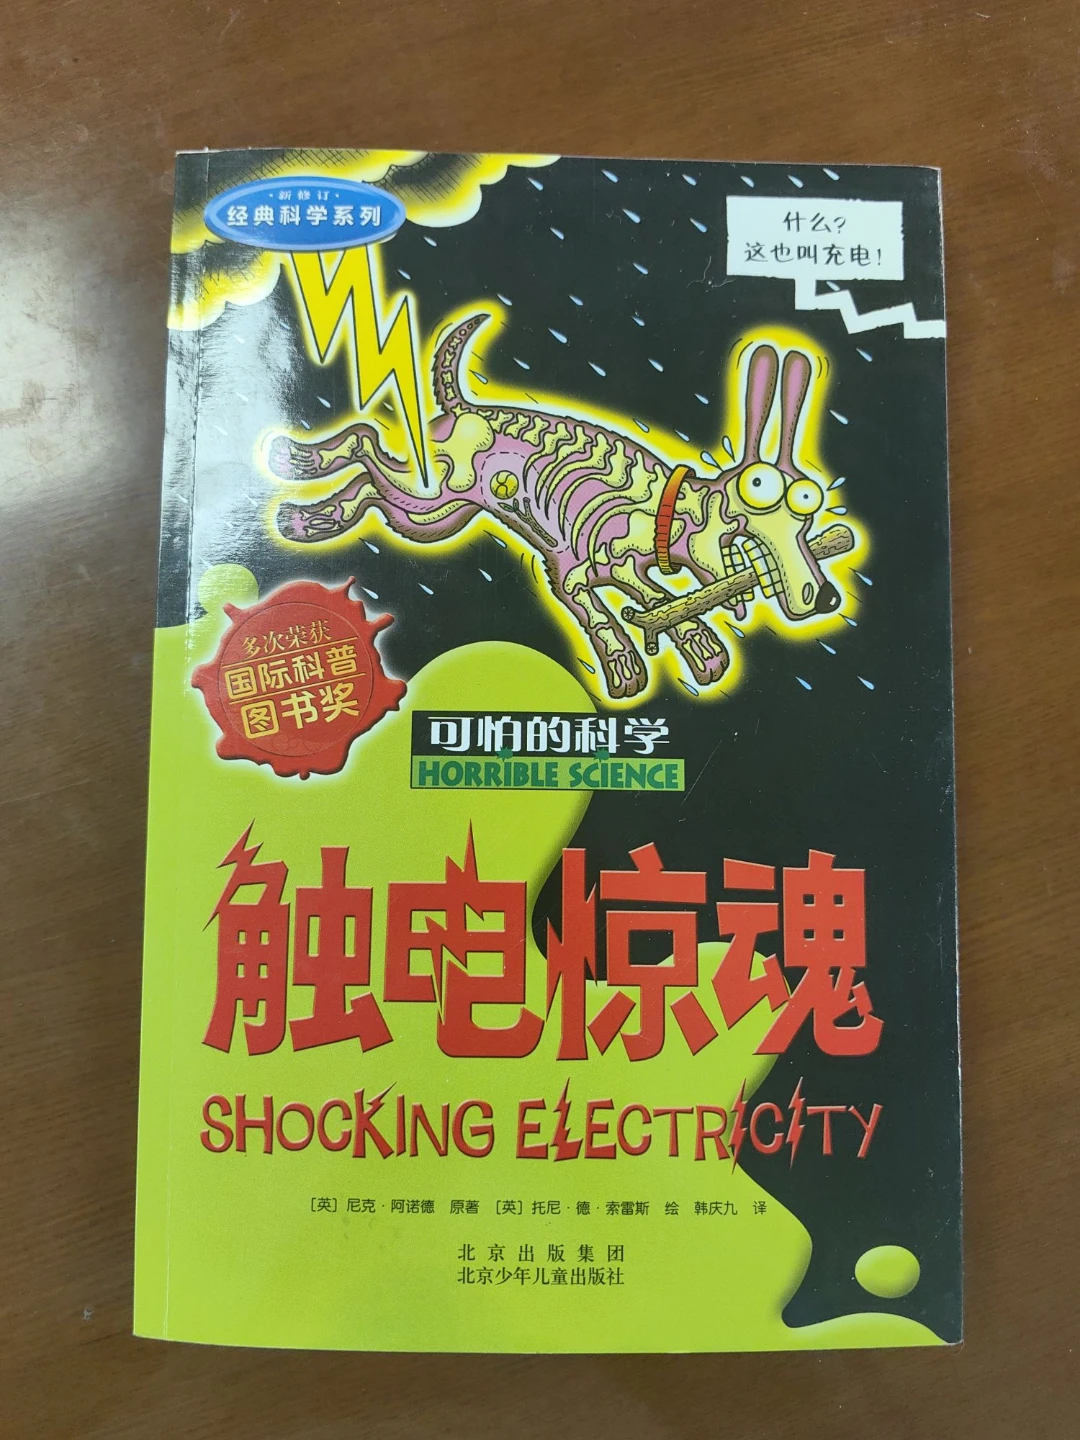 ·新修订·
经典科学系列
什么?
这也叫充电!
多次荣获
国际科普
图书奖
可怕的科学
HORRIBLE SCIENCE
触电惊魂
SHOCKING ELECTRICITY
[英] 尼克·阿诺德 原著 [英] 托尼·德·索雷斯 绘 韩庆九 译
北京出版集团
北京少年儿童出版社